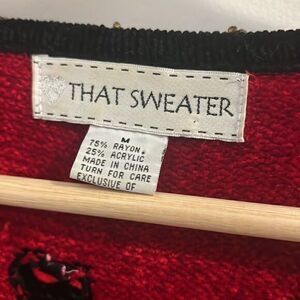 THAT SWEATER
M
75% RAYON,
25% ACRYLIC
MADE IN CHINA
TURN FOR CARE
EXCLUSIVE OF